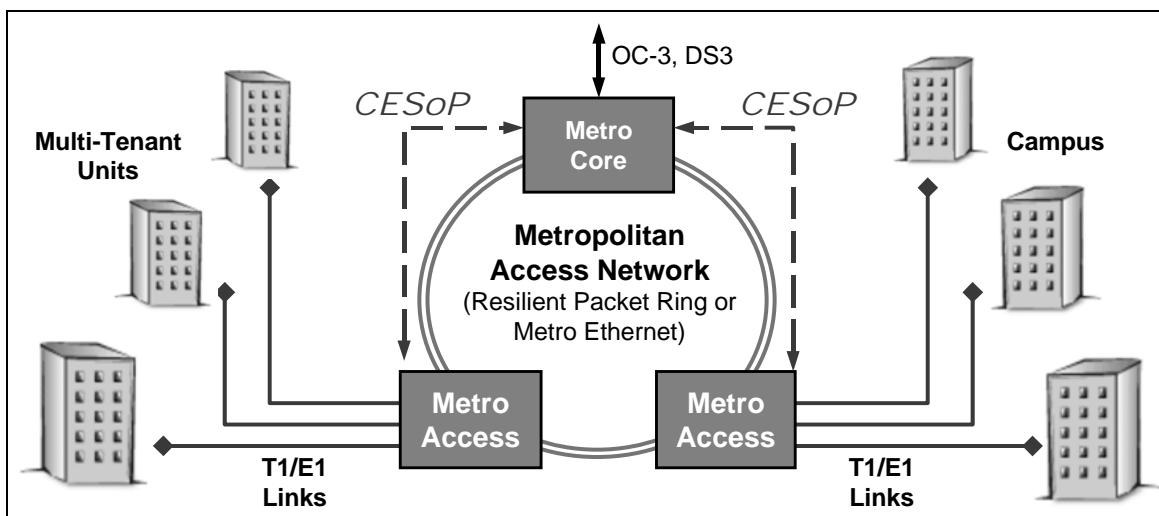 OC-3, DS3
CESoP
CESoP
Metro
Core
Multi-Tenant
Units
Campus
Metropolitan
Access Network
(Resilient Packet Ring or
Metro Ethernet)
Metro
Access
Metro
Access
T1/E1
Links
T1/E1
Links